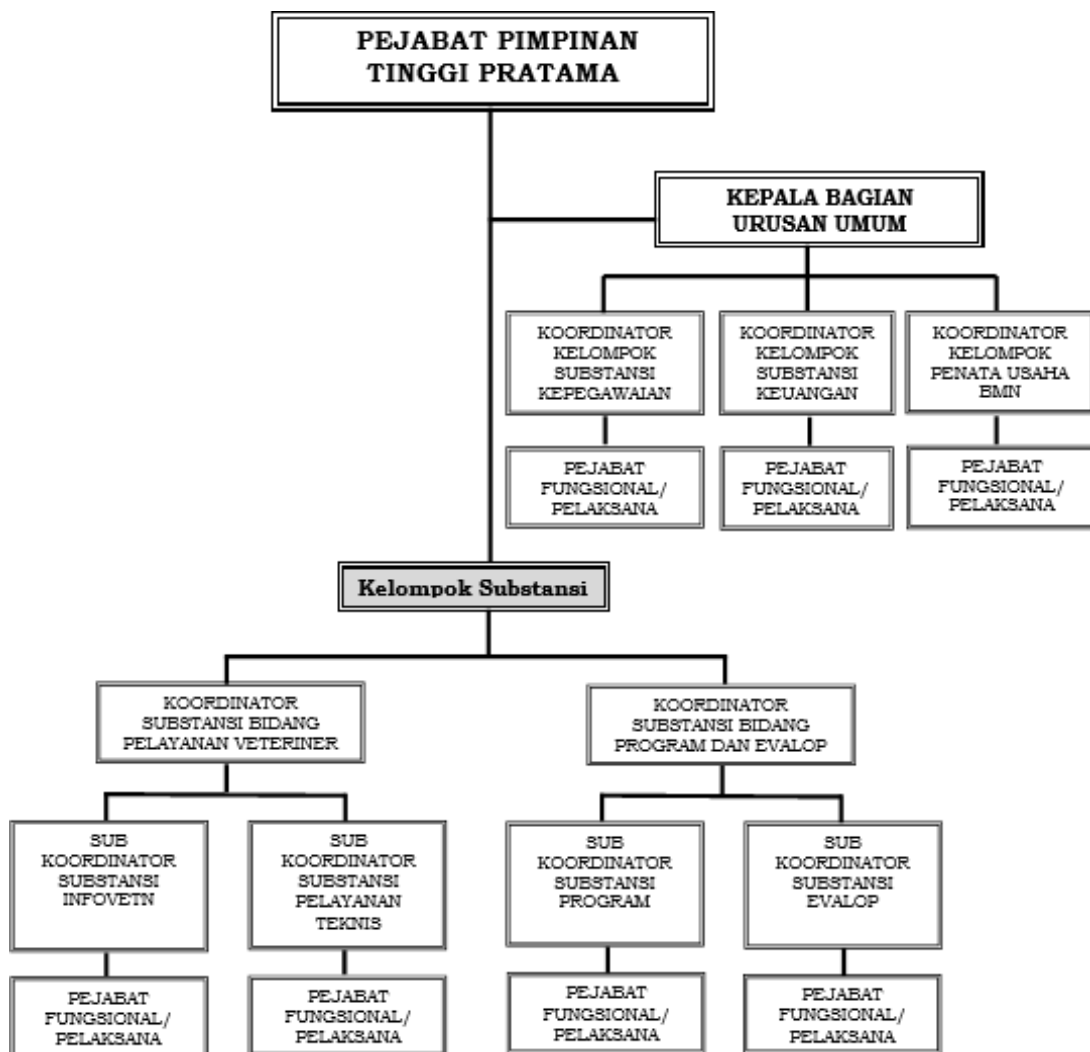 PEJABAT PIMPINAN
TINGGI PRATAMA
KEPALA BAGIAN
URUSAN UMUM
KOORDINATOR
KELOMPOK
SUBSTANSI
KEPEGAWAIAN
KOORDINATOR
KELOMPOK
SUBSTANSI
KEUANGAN
KOORDINATOR
KELOMPOK
PENATA USAHA
BMN
PEJABAT
FUNGSIONAL/
PELAKSANA
PEJABAT
FUNGSIONAL/
PELAKSANA
PEJABAT
FUNGSIONAL/
PELAKSANA
Kelompok Substansi
KOORDINATOR
SUBSTANSI BIDANG
PELAYANAN VETERINER
KOORDINATOR
SUBSTANSI BIDANG
PROGRAM DAN EVALOP
SUB
KOORDINATOR
SUBSTANSI
INFOVETN
SUB
KOORDINATOR
SUBSTANSI
PELAYANAN
TEKNIS
SUB
KOORDINATOR
SUBSTANSI
PROGRAM
SUB
KOORDINATOR
SUBSTANSI
EVALOP
PEJABAT
FUNGSIONAL/
PELAKSANA
PEJABAT
FUNGSIONAL/
PELAKSANA
PEJABAT
FUNGSIONAL/
PELAKSANA
PEJABAT
FUNGSIONAL/
PELAKSANA